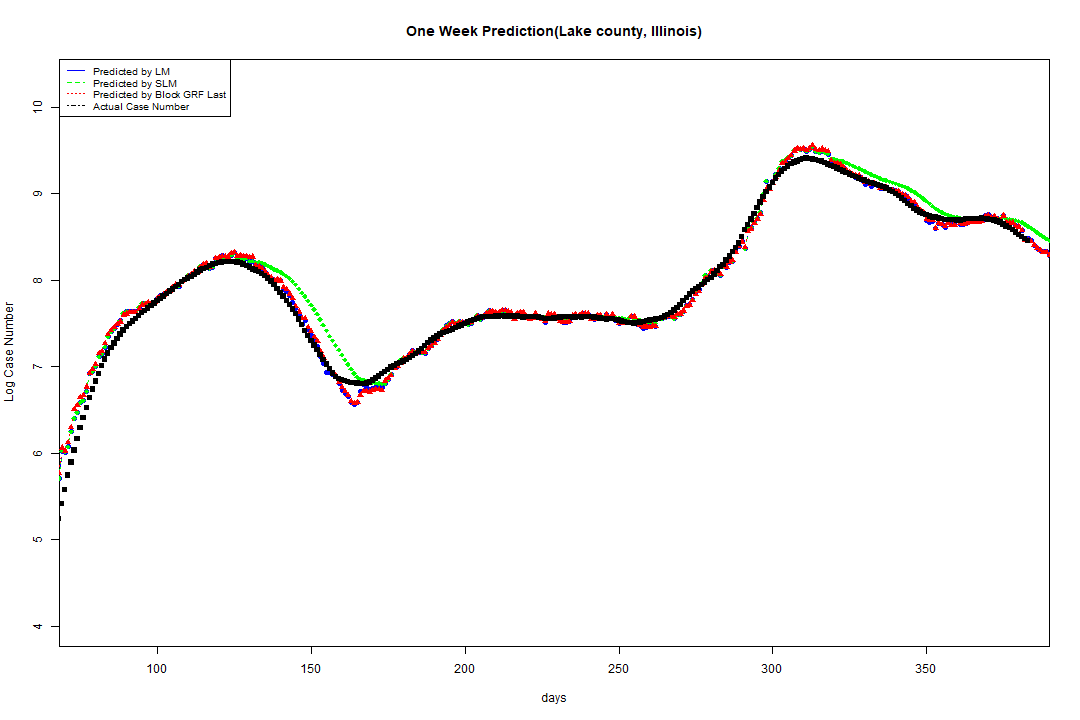 One Week Prediction(Lake county, Illinois)
Predicted by LM
Predicted by SLM
Predicted by Block GRF Last
Actual Case Number
10
9
8
7
6
5
4
Log Case Number
100 150 200 250 300 350
days